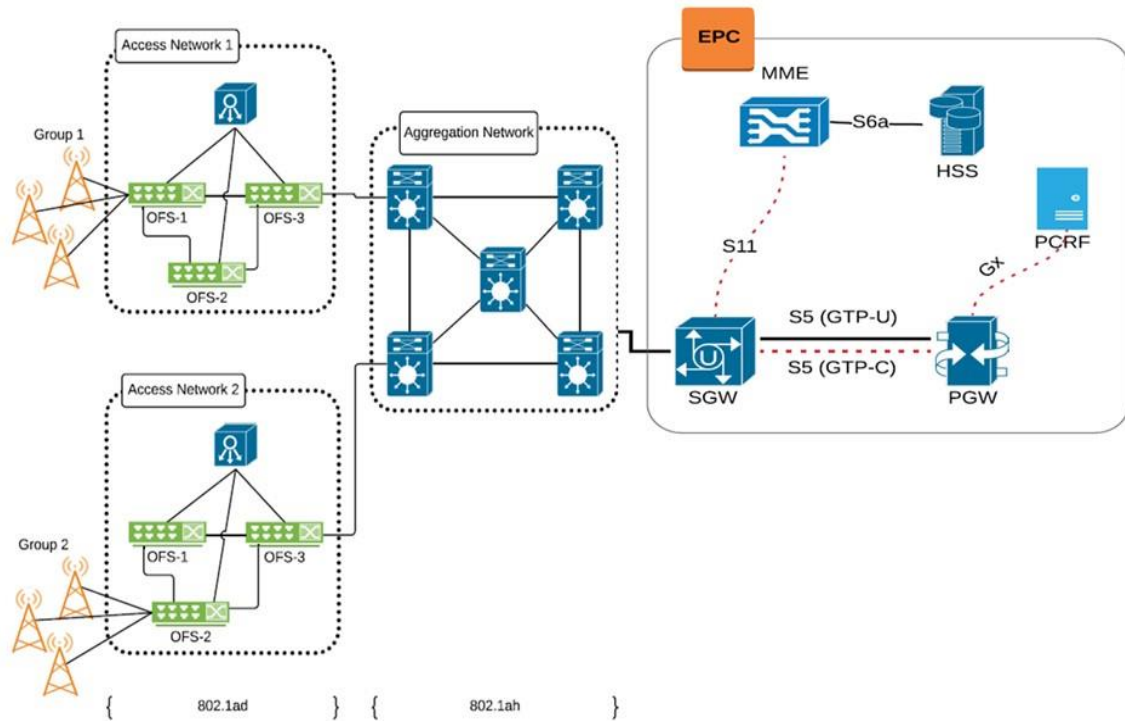 Access Network 1
Group 1
OFS-1
OFS-3
OFS-2
Aggregation Network
EPC
MME
S6a
HSS
S11
PCRF
Gx
S5 (GTP-U)
S5 (GTP-C)
U
SGW
PGW
Access Network 2
Group 2
OFS-1
OFS-3
OFS-2
{ 802.1ad }
{ 802.1ah }